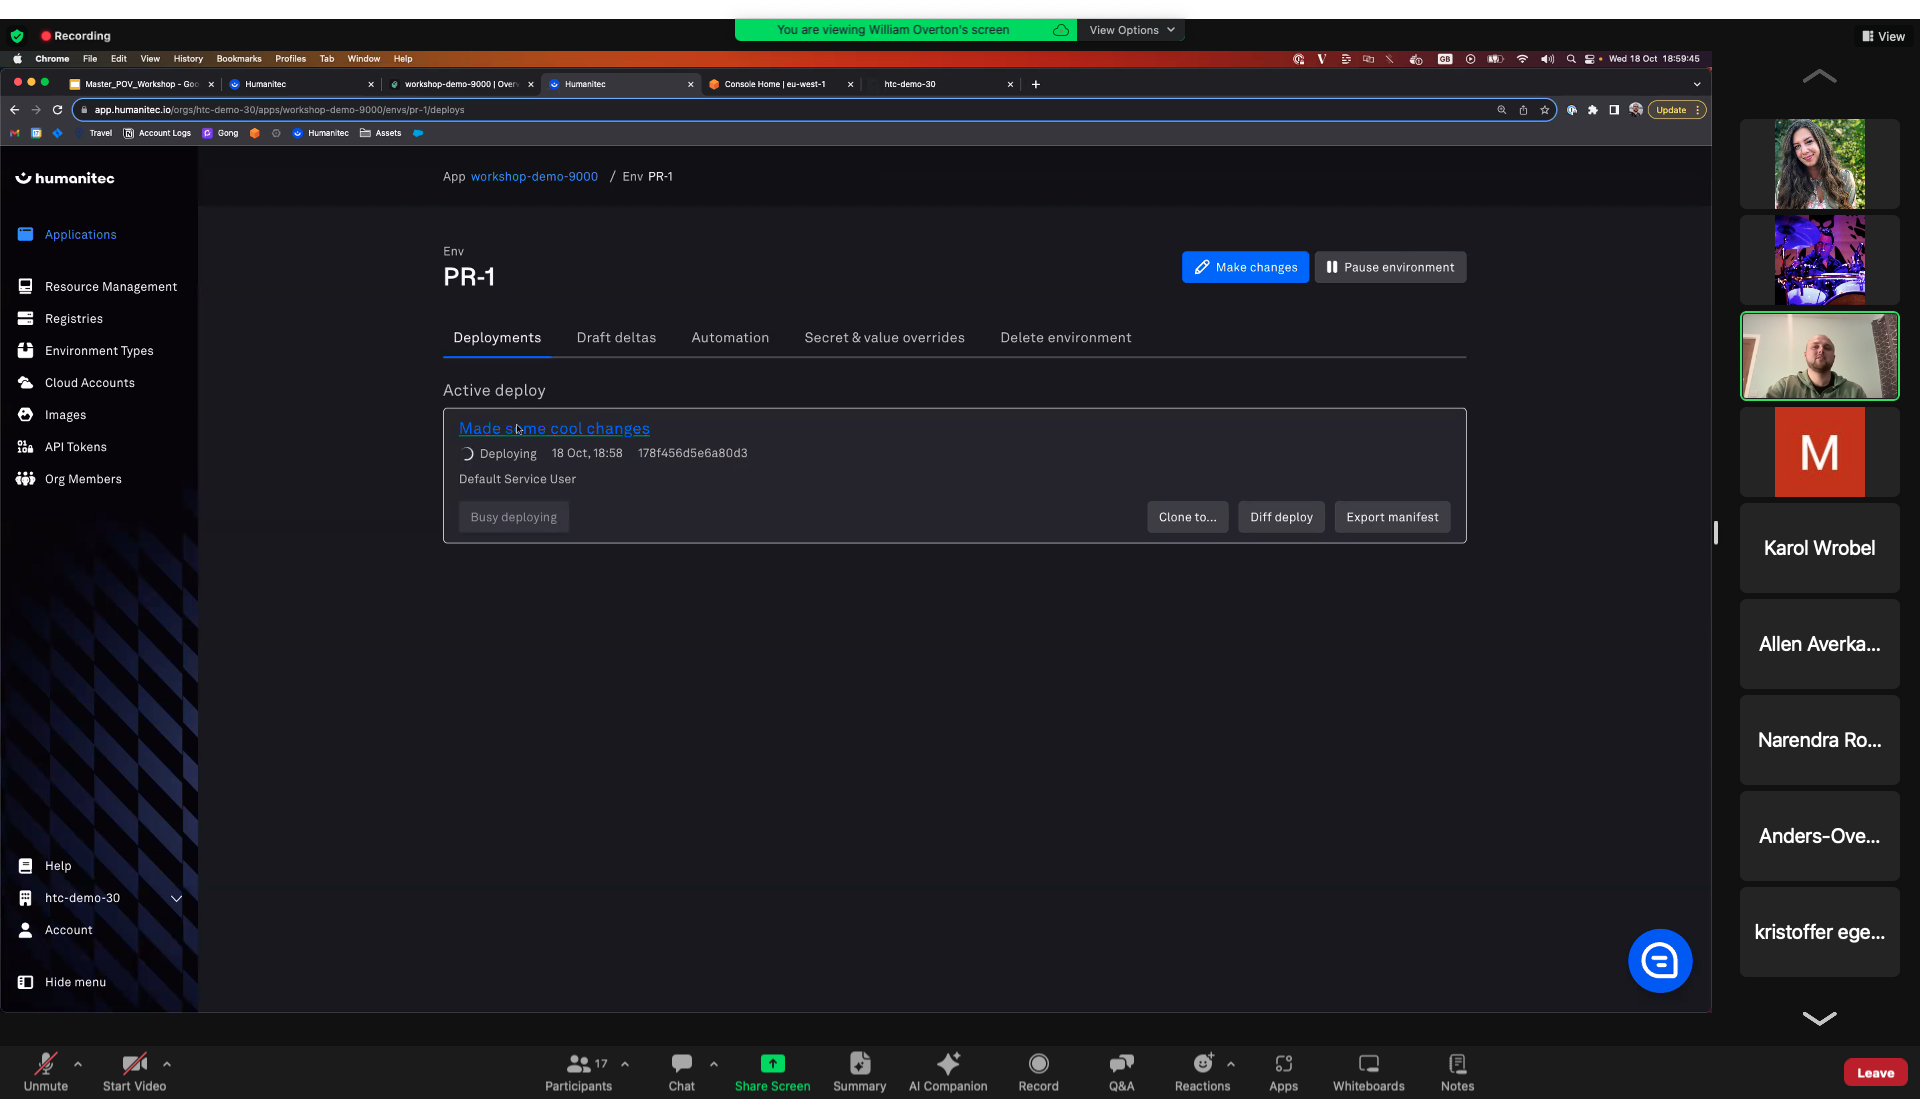 You are viewing William Overton's screen
View Options
Recording
View
Chrome File Edit View History Bookmarks Profiles Tab Window Help
GB
Wed 18 Oct 18:59:45
Master_POV_Workshop - Goo
Humanitec
workshop-demo-9000 | Over
Humanitec
Console Home | eu-west-1
htc-demo-30
app.humanitec.io/orgs/htc-demo-30/apps/workshop-demo-9000/envs/pr-1/deploys
Update
Travel
Account Logs
Gong
Humanitec
Assets
humanitec
App workshop-demo-9000 / Env PR-1
Applications
Resource Management
Registries
Environment Types
Cloud Accounts
Images
API Tokens
Org Members
Env
PR-1
Make changes
Pause environment
Deployments
Draft deltas
Automation
Secret & value overrides
Delete environment
Active deploy
Made some cool changes
Deploying 18 Oct, 18:58 178f456d5e6a80d3
Default Service User
Busy deploying
Clone to...
Diff deploy
Export manifest
Help
htc-demo-30
Account
Hide menu
M
Karol Wrobel
Allen Averka...
Narendra Ro...
Anders-Ove...
kristoffer ege...
Unmute
Start Video
17
Participants
Chat
Share Screen
Summary
AI Companion
Record
Q&A
Reactions
Apps
Whiteboards
Notes
Leave